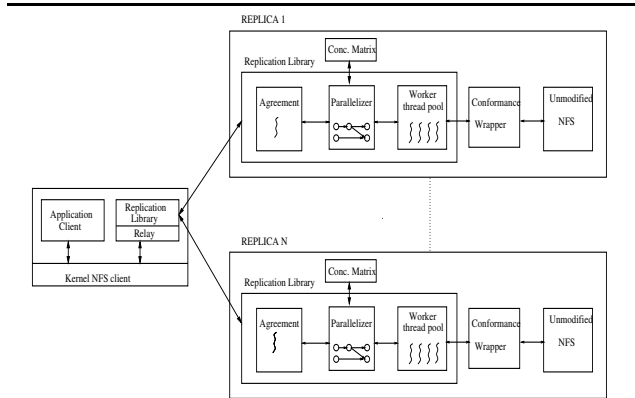 REPLICA 1
Conc. Matrix
Replication Library
Agreement
Parallelizer
Worker
thread pool
Conformance
Wrapper
Unmodified
NFS
Application
Client
Replication
Library
Relay
Kernel NFS client
REPLICA N
Conc. Matrix
Replication Library
Agreement
Parallelizer
Worker
thread pool
Conformance
Wrapper
Unmodified
NFS